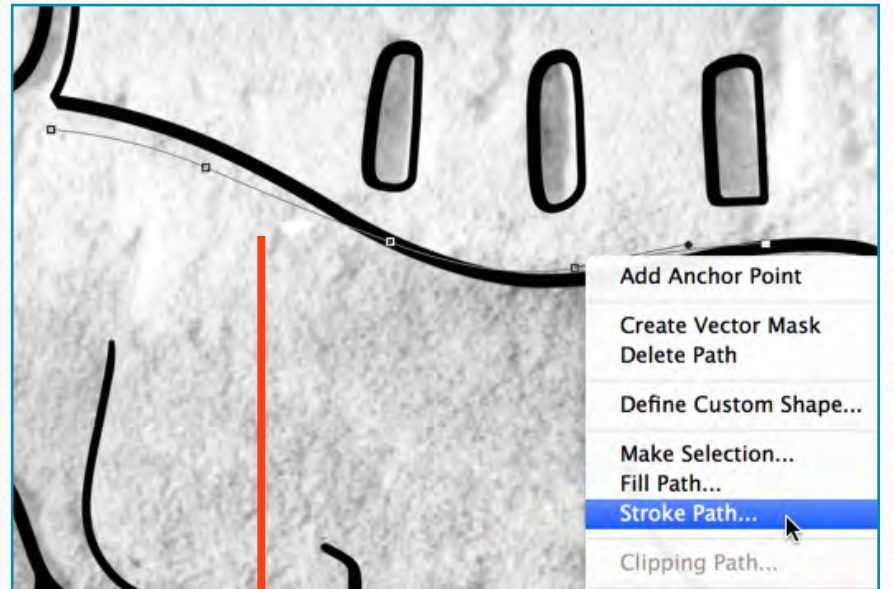 Add Anchor Point
Create Vector Mask
Delete Path
Define Custom Shape...
Make Selection...
Fill Path...
Stroke Path...
Clipping Path...